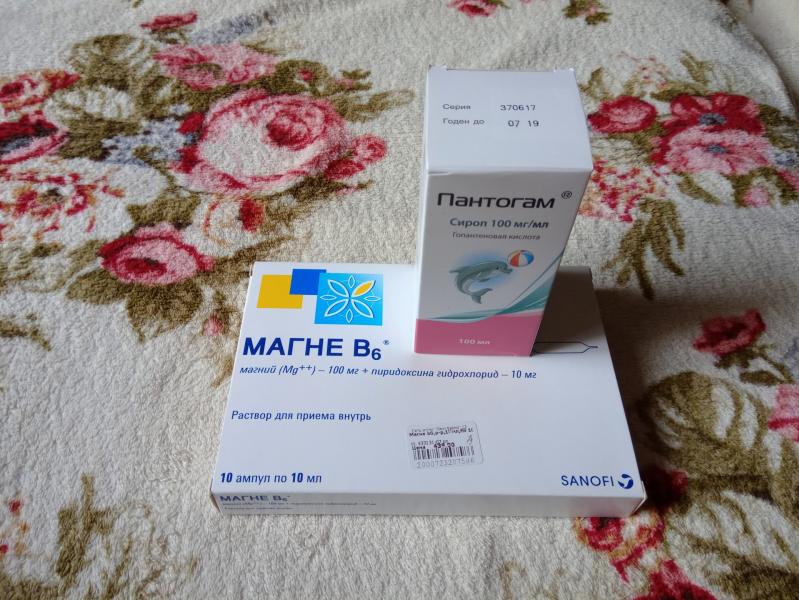 Серия 370617
Годен до 07 19
Пантогам ®
Сироп 100 мг/мл
Гопантеновая кислота
100 мл
МАГНЕ B6®
магний (Mg++) – 100 мг + пиридоксина гидрохлорид – 10 мг
Раствор для приема внутрь
10 ампул по 10 мл
SANOFI
МАГНЕ B6®